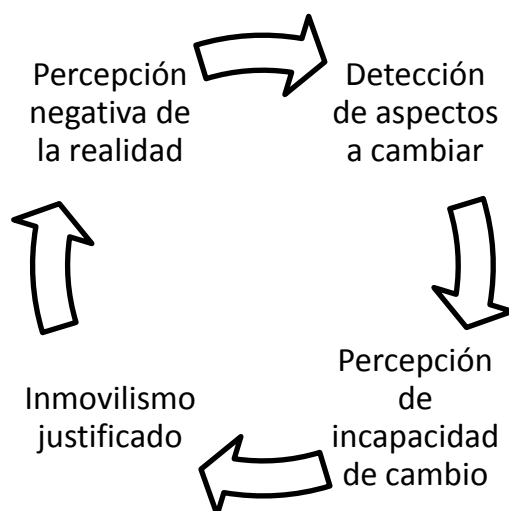 Percepción
negativa de
la realidad
Detección
de aspectos
a cambiar
Percepción
de
incapacidad
de cambio
Inmovilismo
justificado